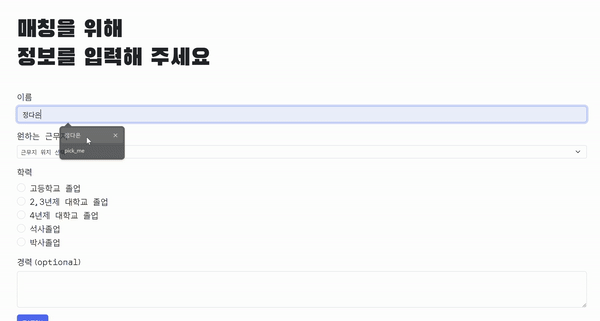 매칭을 위해
정보를 입력해 주세요
이름
정다은
정다은
pick_me
원하는 근무
근무지 위치 선
학력
고등학교 졸업
2,3년제 대학교 졸업
4년제 대학교 졸업
석사졸업
박사졸업
경력 (optional)